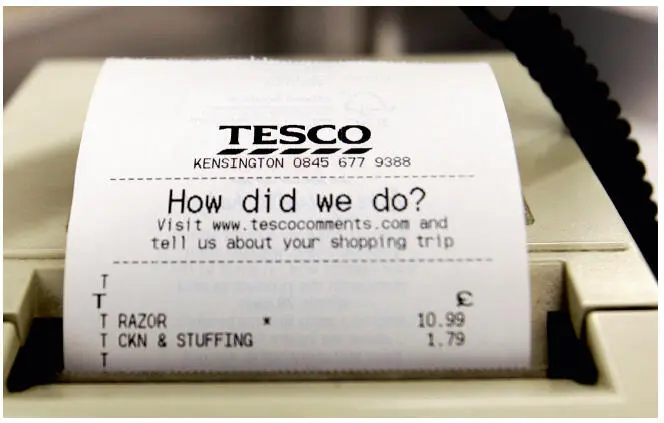 TESCO
KENSINGTON 0845 677 9388
How did we do?
Visit www.tescocomments.com and
tell us about your shopping trip
T
T £
T RAZOR * 10.99
T CKN & STUFFING 1.79
T